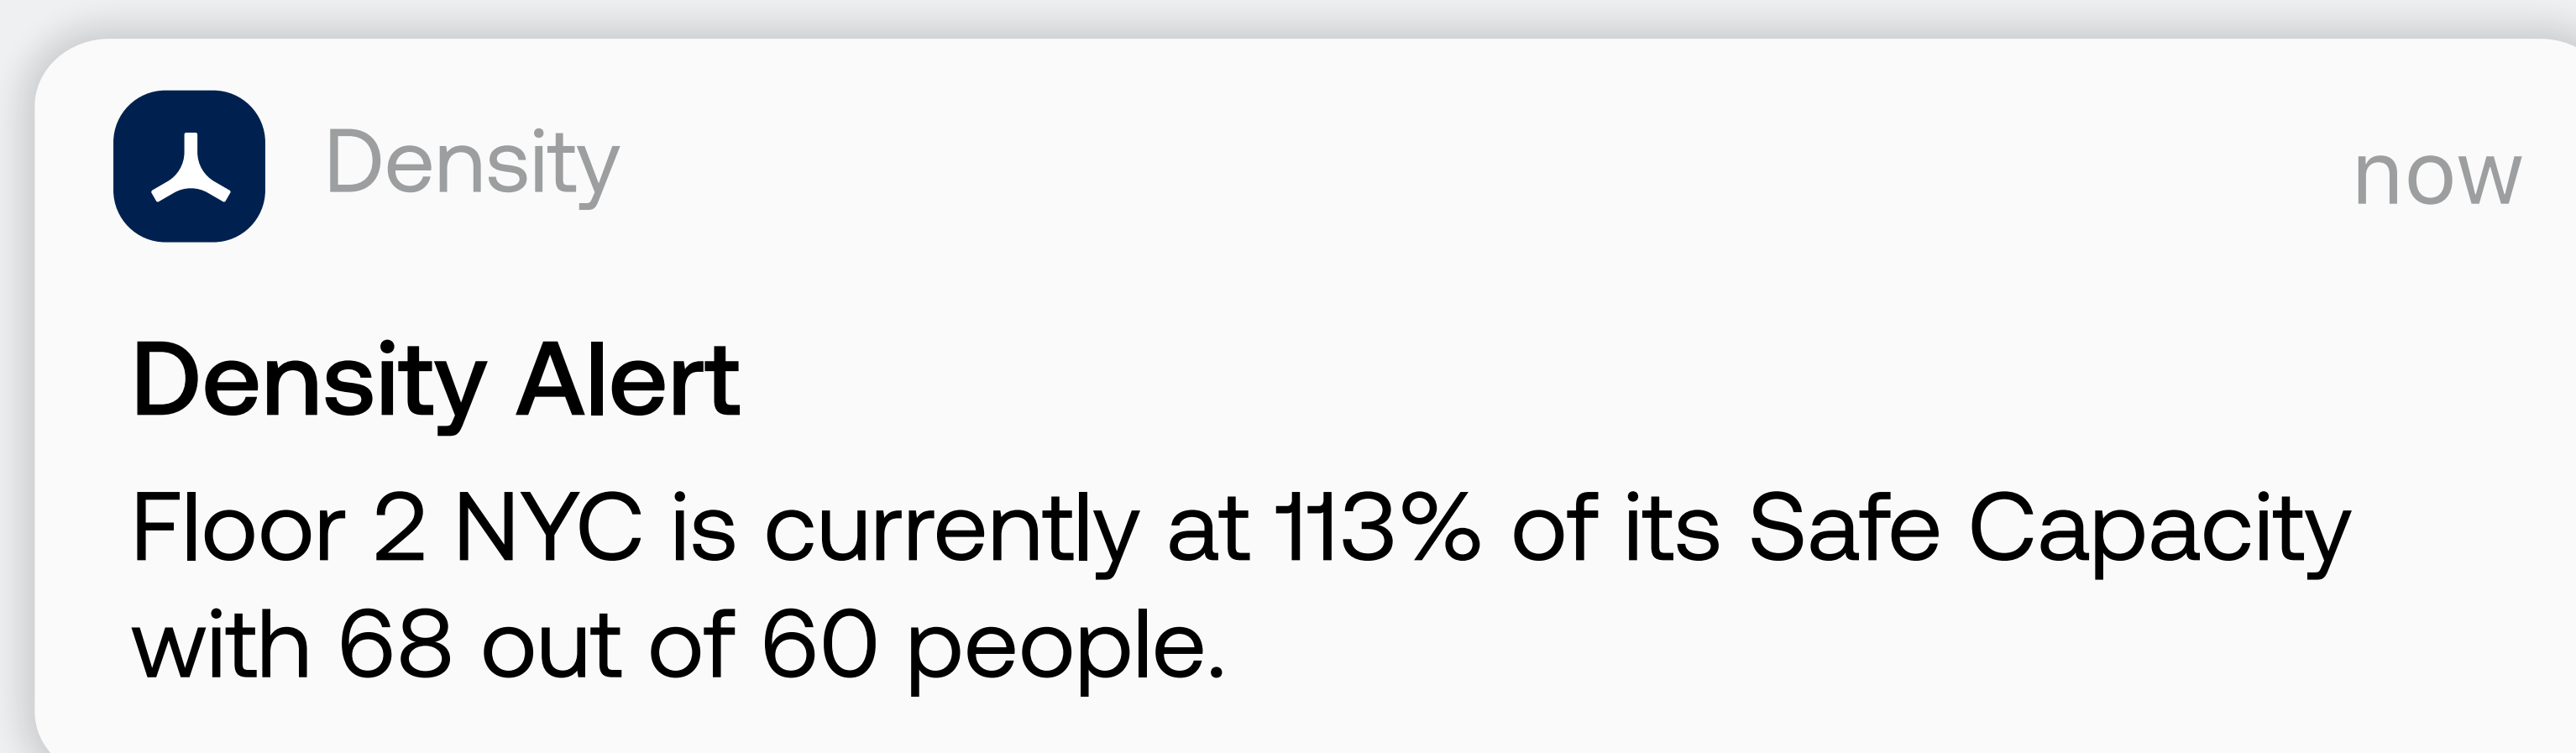 Density
now
Density Alert
Floor 2 NYC is currently at 113% of its Safe Capacity
with 68 out of 60 people.